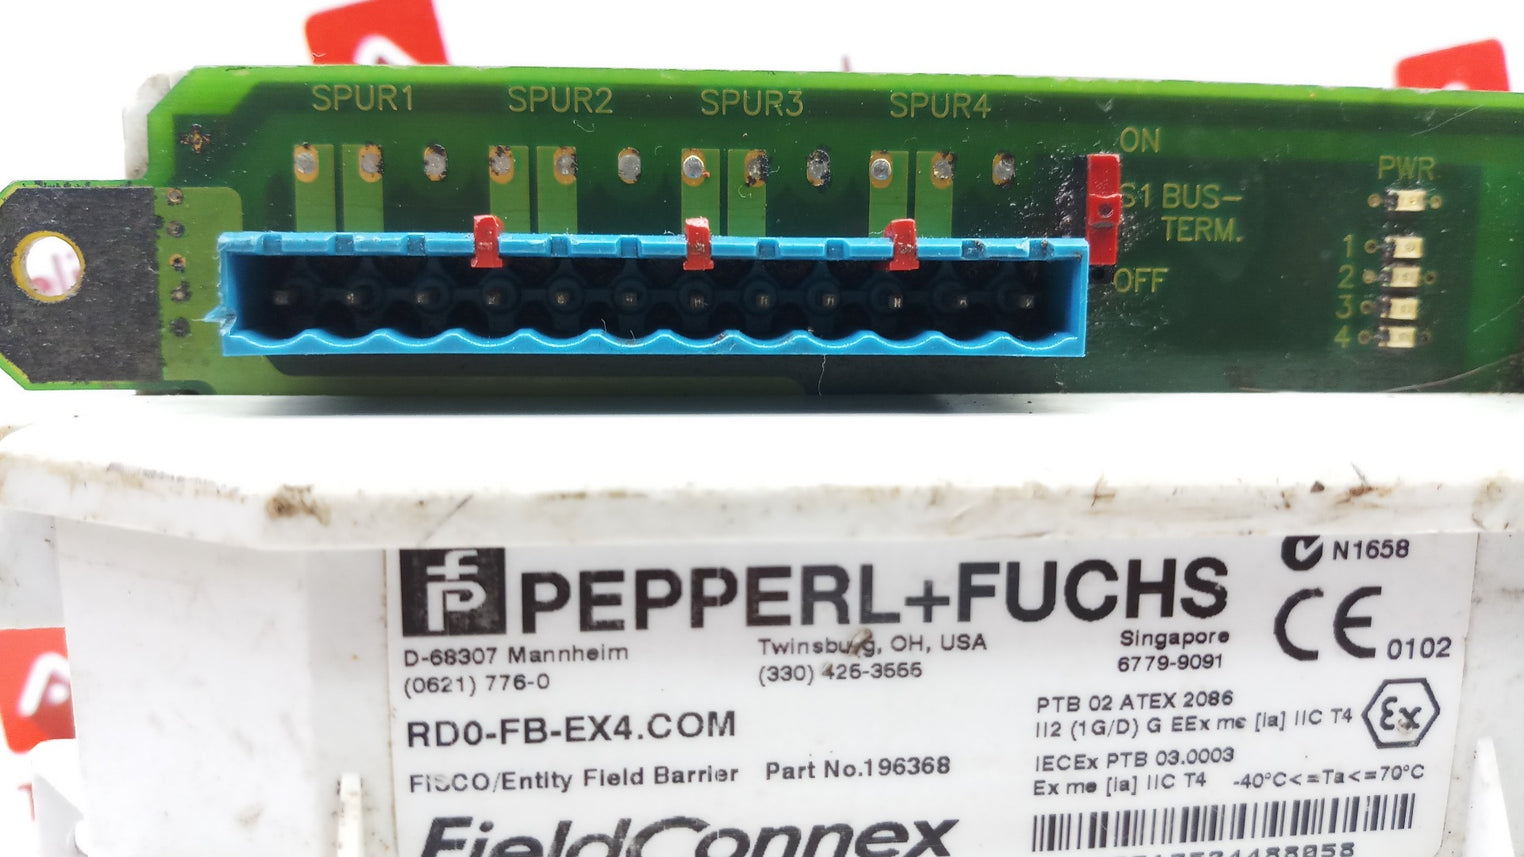 SPUR1 SPUR2 SPUR3 SPUR4
ON
S1 BUS-
TERM.
OFF
PWR
1
2
3
4
PEPPERL+FUCHS
N1658
D-68307 Mannheim
(0621) 776-0
Twinsburg, OH, USA
(330) 425-3555
Singapore
6779-9091
CE 0102
RD0-FB-EX4.COM
FISCO/Entity Field Barrier Part No.196368
PTB 02 ATEX 2086
II2 (1G/D) G EEx me [ia] IIC T4
Ex
IECEx PTB 03.0003
Ex me [ia] IIC T4 -40°C<=Ta<=70°C
FieldConnex